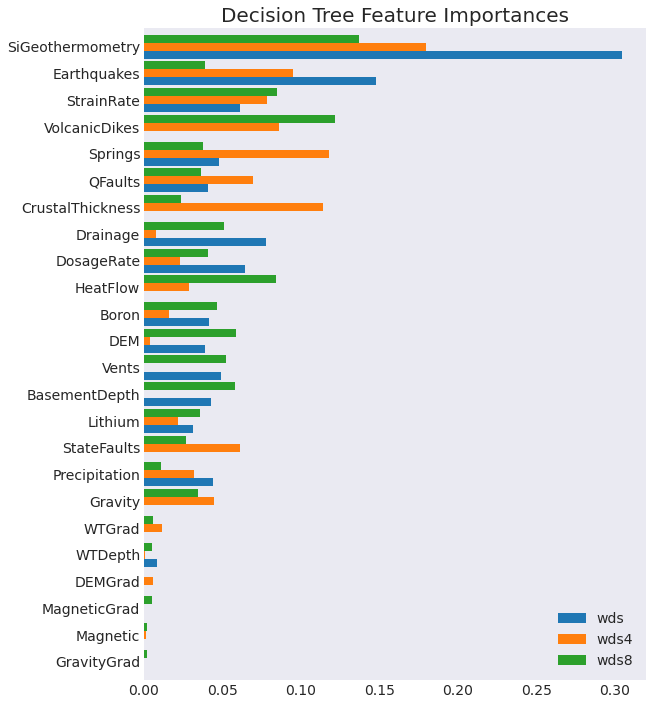 Decision Tree Feature Importances
SiGeothermometry
Earthquakes
StrainRate
VolcanicDikes
Springs
QFaults
CrustalThickness
Drainage
DosageRate
HeatFlow
Boron
DEM
Vents
BasementDepth
Lithium
StateFaults
Precipitation
Gravity
WTGrad
WTDepth
DEMGrad
MagneticGrad
Magnetic
GravityGrad
wds
wds4
wds8
0.00 0.05 0.10 0.15 0.20 0.25 0.30